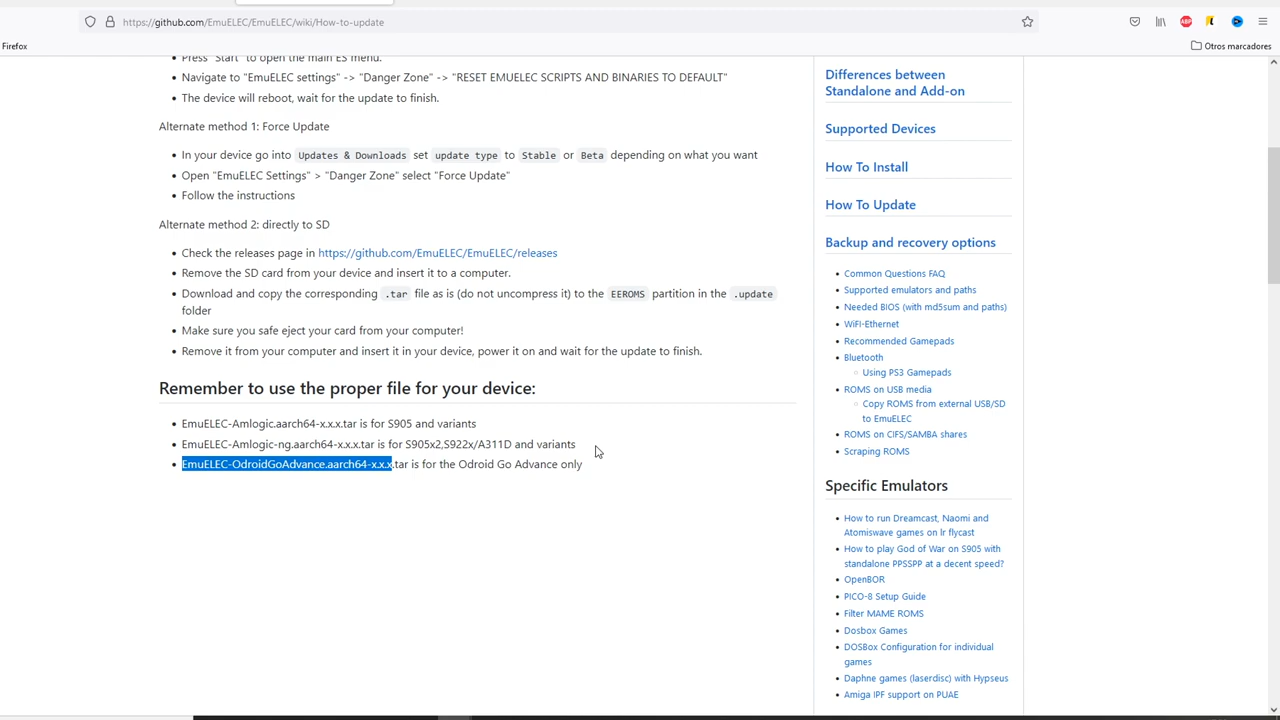 https://github.com/EmuELEC/EmuELEC/wiki/How-to-update
Firefox
Otros marcadores
Press "Start" to open the main ES menu.
Navigate to "EmuELEC settings" -> "Danger Zone" -> "RESET EMUELEC SCRIPTS AND BINARIES TO DEFAULT"
The device will reboot, wait for the update to finish.
Alternate method 1: Force Update
In your device go into Updates & Downloads set update type to Stable or Beta depending on what you want
Open "EmuELEC Settings" > "Danger Zone" select "Force Update"
Follow the instructions
Alternate method 2: directly to SD
Check the releases page in https://github.com/EmuELEC/EmuELEC/releases
Remove the SD card from your device and insert it to a computer.
Download and copy the corresponding .tar file as is (do not uncompress it) to the EEROMS partition in the .update
folder
Make sure you safe eject your card from your computer!
Remove it from your computer and insert it in your device, power it on and wait for the update to finish.
Remember to use the proper file for your device:
EmuELEC-Amlogic.aarch64-x.x.x.tar is for S905 and variants
EmuELEC-Amlogic-ng.aarch64-x.x.x.tar is for S905x2,S922x/A311D and variants
EmuELEC-OdroidGoAdvance.aarch64-x.x.x.tar is for the Odroid Go Advance only
Differences between
Standalone and Add-on
Supported Devices
How To Install
How To Update
Backup and recovery options
Common Questions FAQ
Supported emulators and paths
Needed BIOS (with md5sum and paths)
WiFI-Ethernet
Recommended Gamepads
Bluetooth
Using PS3 Gamepads
ROMS on USB media
Copy ROMS from external USB/SD
to EmuELEC
ROMS on CIFS/SAMBA shares
Scraping ROMS
Specific Emulators
How to run Dreamcast, Naomi and
Atomiswave games on lr flycast
How to play God of War on S905 with
standalone PPSSPP at a decent speed?
OpenBOR
PICO-8 Setup Guide
Filter MAME ROMS
Dosbox Games
DOSBox Configuration for individual
games
Daphne games (laserdisc) with Hypseus
Amiga IPF support on PUAE